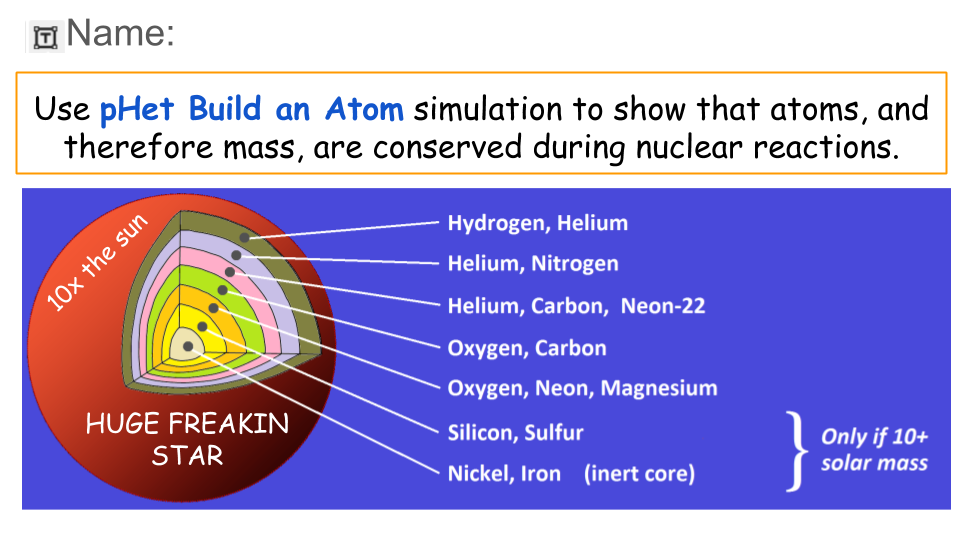 Name:
Use pHet Build an Atom simulation to show that atoms, and
therefore mass, are conserved during nuclear reactions.
10x the sun
HUGE FREAKIN
STAR
Hydrogen, Helium
Helium, Nitrogen
Helium, Carbon, Neon-22
Oxygen, Carbon
Oxygen, Neon, Magnesium
Silicon, Sulfur
Nickel, Iron (inert core)
Only if 10+
solar mass